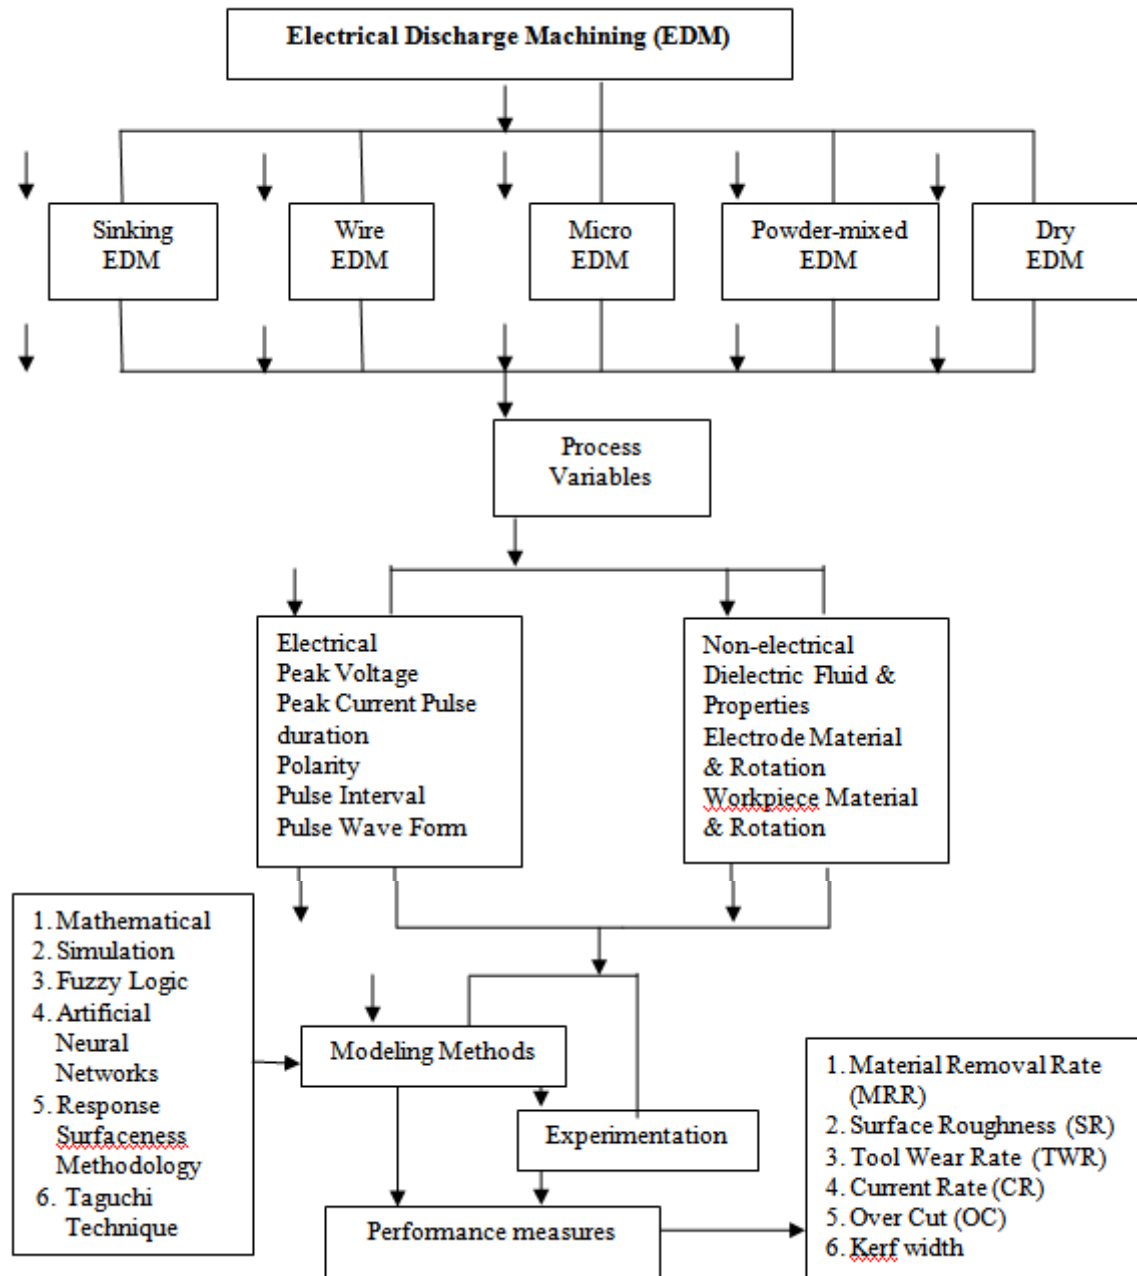 Electrical Discharge Machining (EDM)
Sinking
EDM
Wire
EDM
Micro
EDM
Powder-mixed
EDM
Dry
EDM
Process
Variables
Electrical
Peak Voltage
Peak Current Pulse
duration
Polarity
Pulse Interval
Pulse Wave Form
Non-electrical
Dielectric Fluid &
Properties
Electrode Material
& Rotation
Workpiece Material
& Rotation
1. Mathematical
2. Simulation
3. Fuzzy Logic
4. Artificial
Neural
Networks
5. Response
Surfaceness
Methodology
6. Taguchi
Technique
Modeling Methods
Experimentation
Performance measures
1. Material Removal Rate
(MRR)
2. Surface Roughness (SR)
3. Tool Wear Rate (TWR)
4. Current Rate (CR)
5. Over Cut (OC)
6. Kerf width